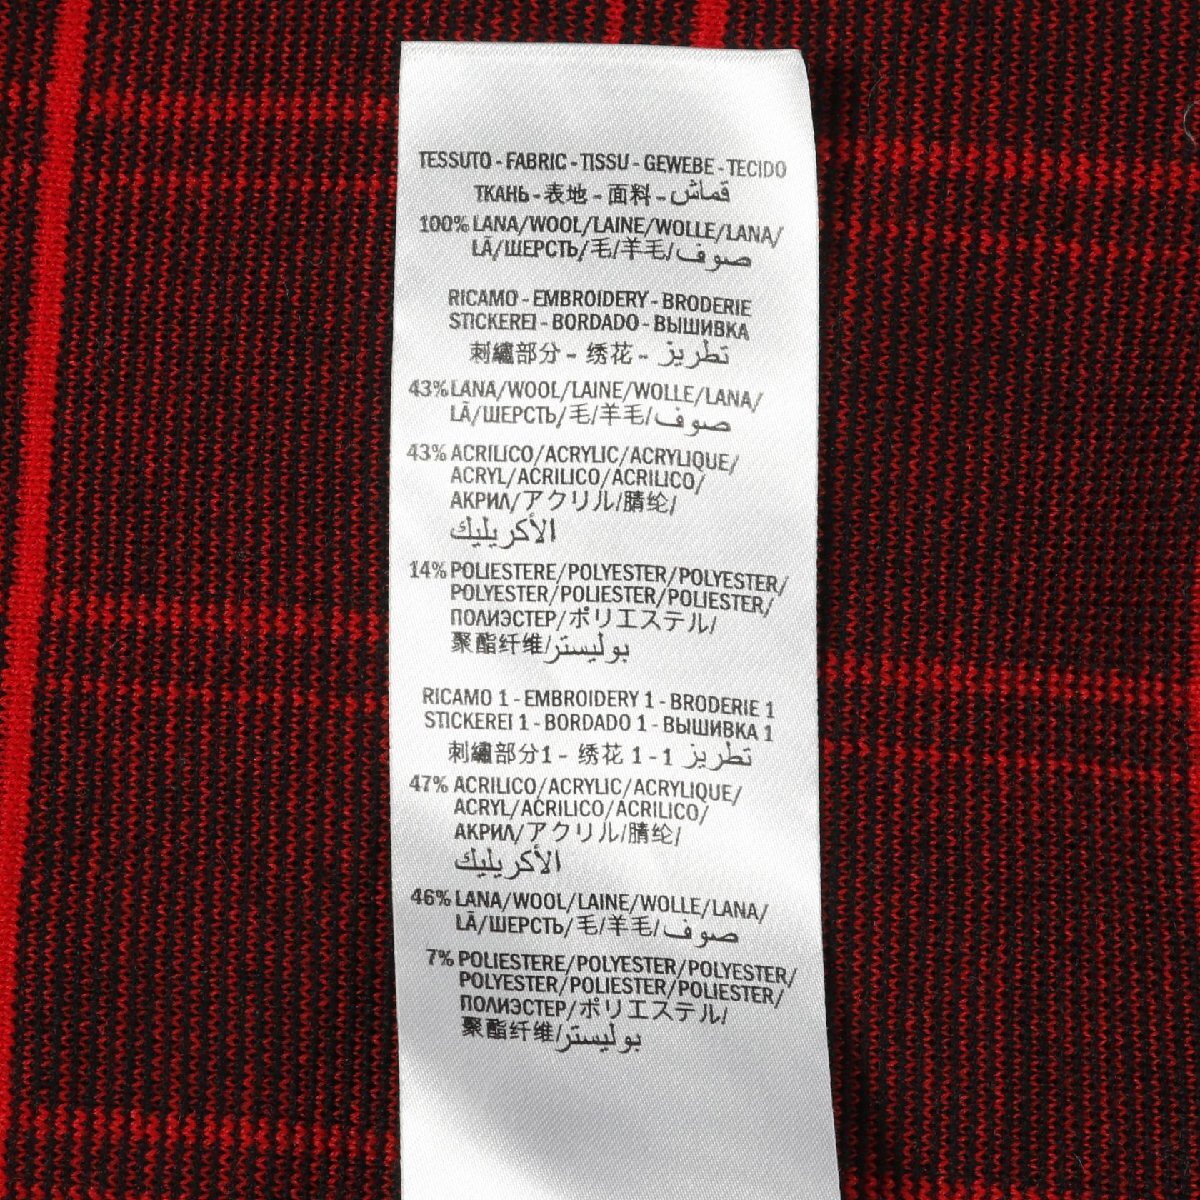 TESSUTO - FABRIC - TISSU - GEWEBE - TECIDO
ТКАНЬ - 表地 - 面料 - قماش
100% LANA/WOOL/LAINE/WOLLE/LANA/
LÃ/ШЕРСТЬ/毛/羊毛/صوف
RICAMO - EMBROIDERY - BRODERIE
STICKEREI - BORDADO - ВЫШИВКА
刺繍部分 - 绣花 - تطريز
43% LANA/WOOL/LAINE/WOLLE/LANA/
LÃ/ШЕРСТЬ/毛/羊毛/صوف
43% ACRILICO/ACRYLIC/ACRYLIQUE/
ACRYL/ACRILICO/ACRILICO/
АКРИЛ/アクリル/腈纶/
الأكريليك
14% POLIESTERE/POLYESTER/POLYESTER/
POLYESTER/POLIESTER/POLIESTER/
ПОЛИЭСТЕР/ポリエステル/
聚酯纤维/بوليستر
RICAMO 1 - EMBROIDERY 1 - BRODERIE 1
STICKEREI 1 - BORDADO 1 - ВЫШИВКА 1
刺繍部分1 - 绣花 1 - 1 تطريز
47% ACRILICO/ACRYLIC/ACRYLIQUE/
ACRYL/ACRILICO/ACRILICO/
АКРИЛ/アクリル/腈纶/
الأكريليك
46% LANA/WOOL/LAINE/WOLLE/LANA/
LÃ/ШЕРСТЬ/毛/羊毛/صوف
7% POLIESTERE/POLYESTER/POLYESTER/
POLYESTER/POLIESTER/POLIESTER/
ПОЛИЭСТЕР/ポリエステル/
聚酯纤维/بوليستر